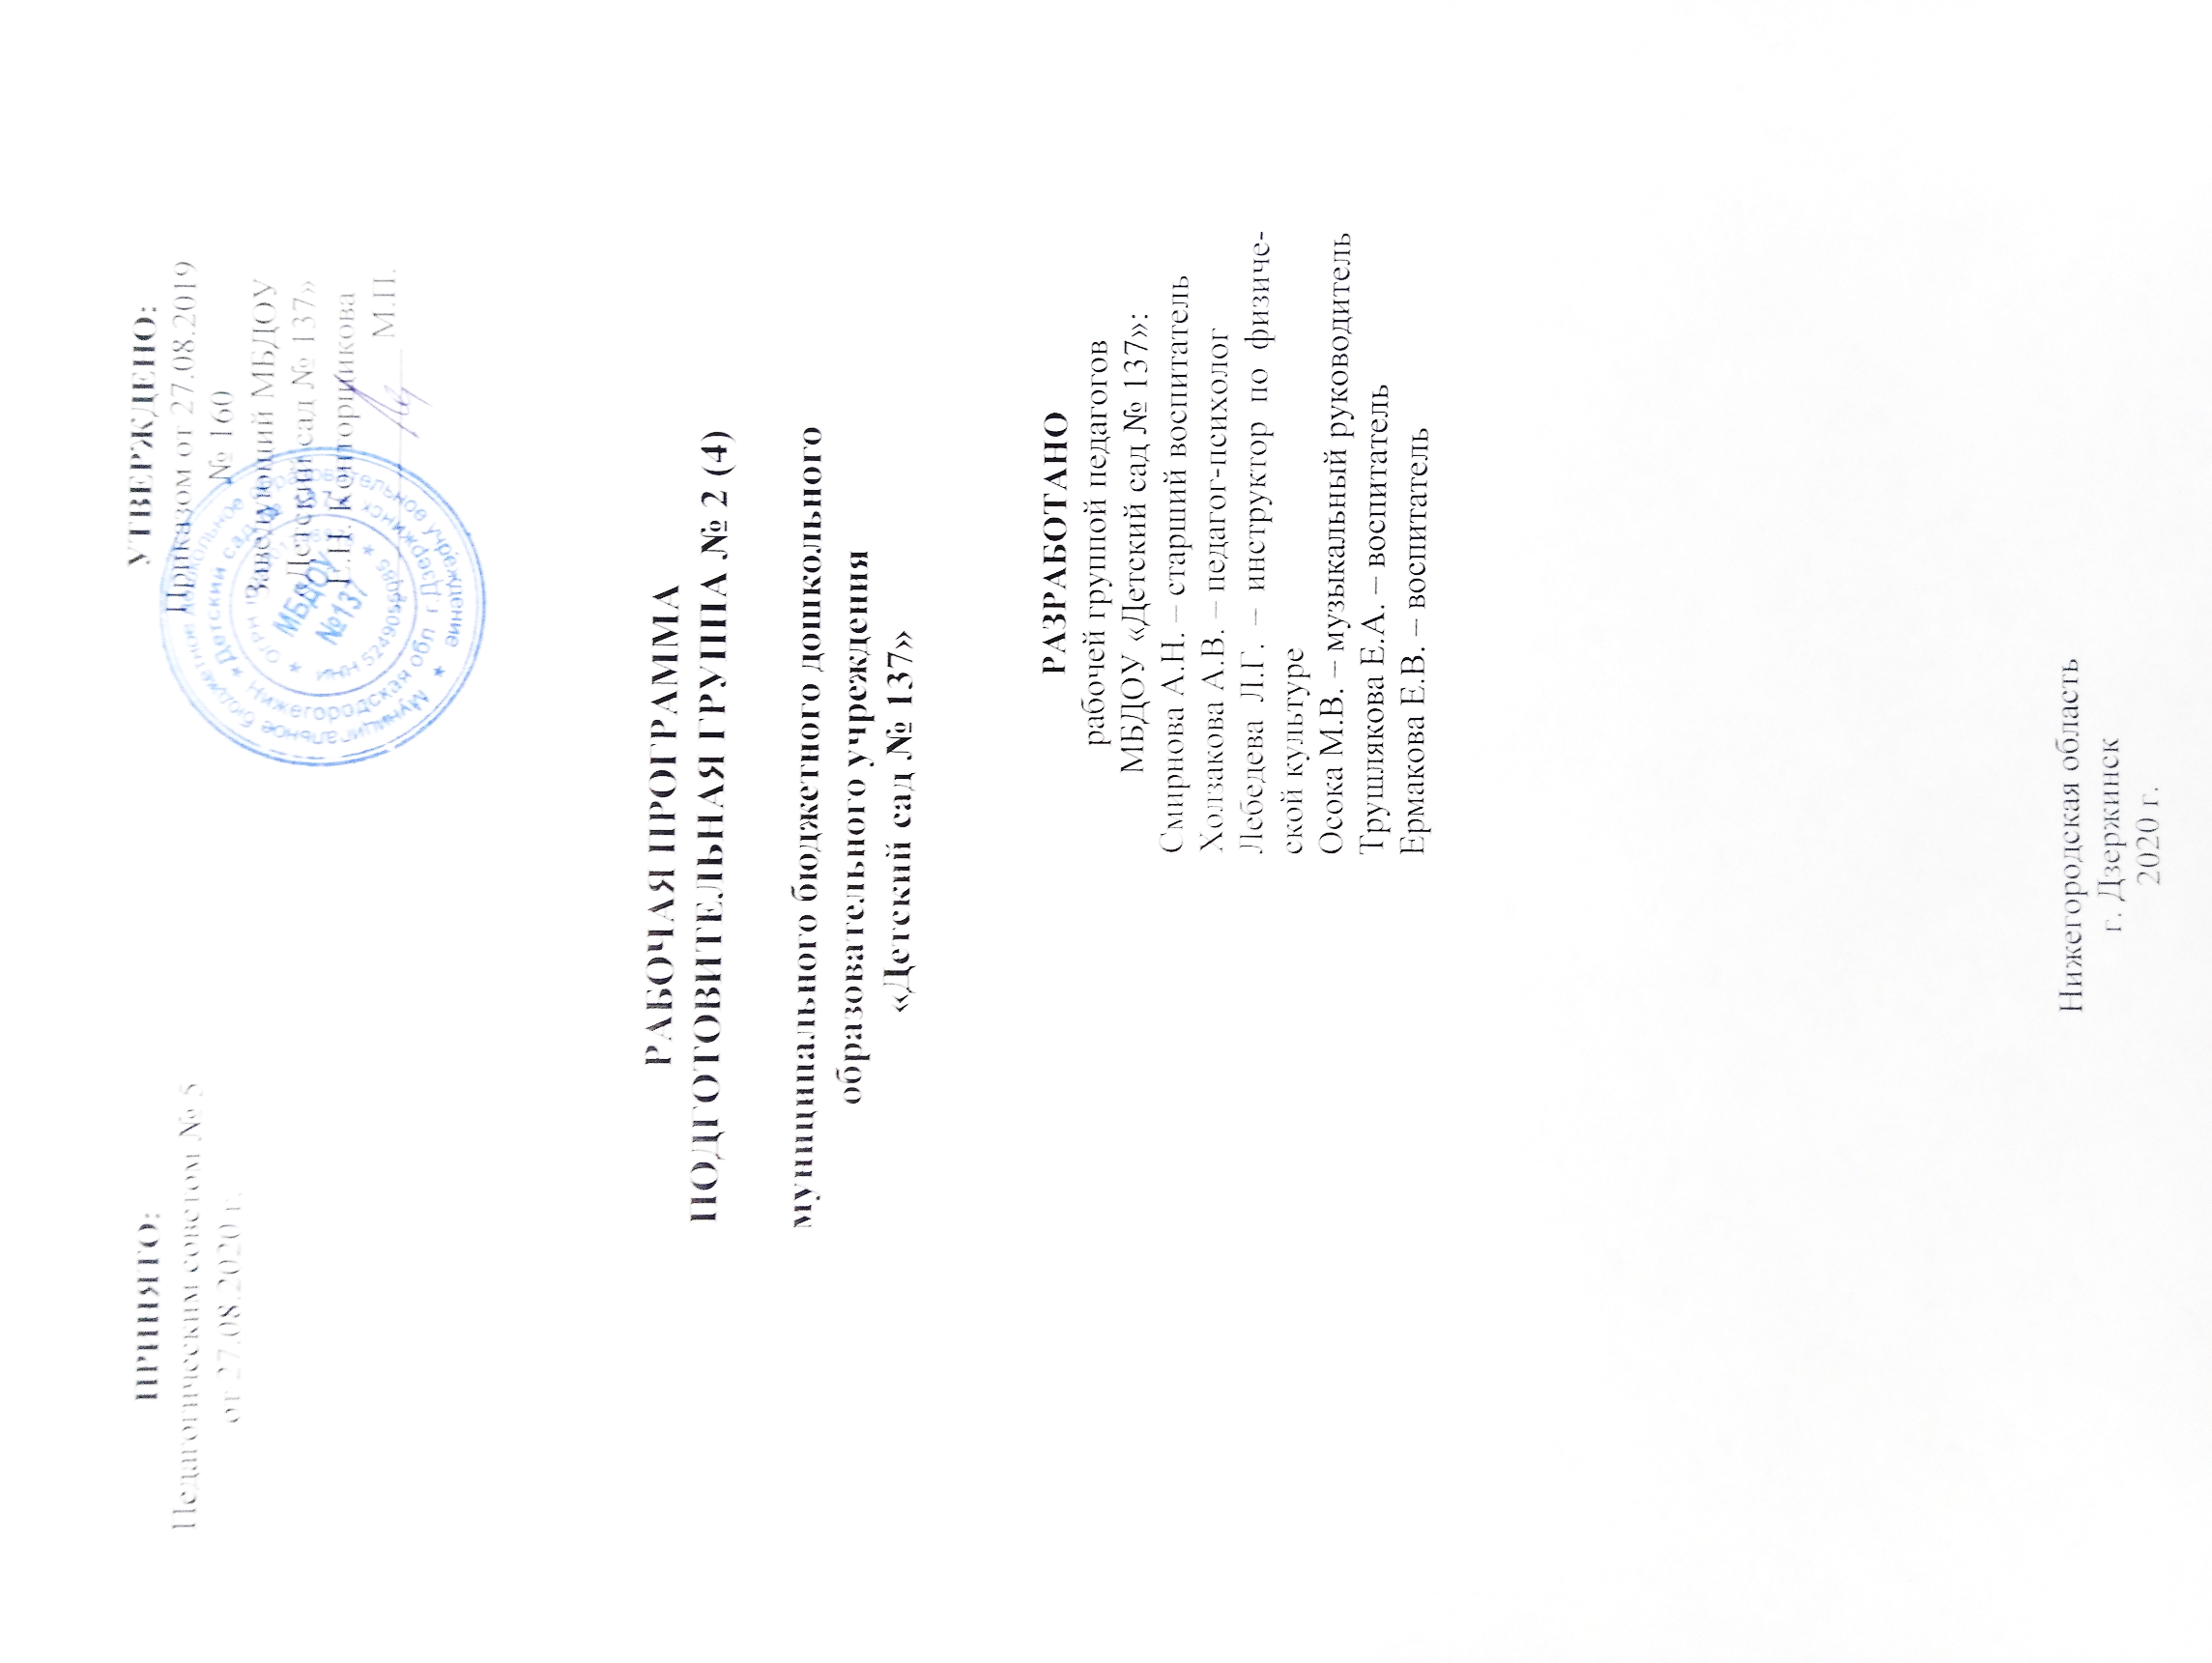 ПРИНЯТО:
Педагогическим советом № 5
от 27.08.2020 г.
УТВЕРЖДЕНО:
Приказом от 27.08.2019
№ 160
Заведующий МБДОУ
«Детский сад № 137»
М.П.
МБДОУ
№137
РАБОЧАЯ ПРОГРАММА
ПОДГОТОВИТЕЛЬНАЯ ГРУППА № 2 (4)
муниципального бюджетного дошкольного
образовательного учреждения
«Детский сад № 137»
РАЗРАБОТАНО
рабочей группой педагогов
МБДОУ «Детский сад № 137»:
Смирнова А.Н. – старший воспитатель
Холзакова А.В. – педагог-психолог
Лебедева Л.Г. – инструктор по физиче-
ской культуре
Осока М.В. – музыкальный руководитель
Трушлякова Е.А. – воспитатель
Ермакова Е.В. – воспитатель
Нижегородская область
г. Дзержинск
2020 г.